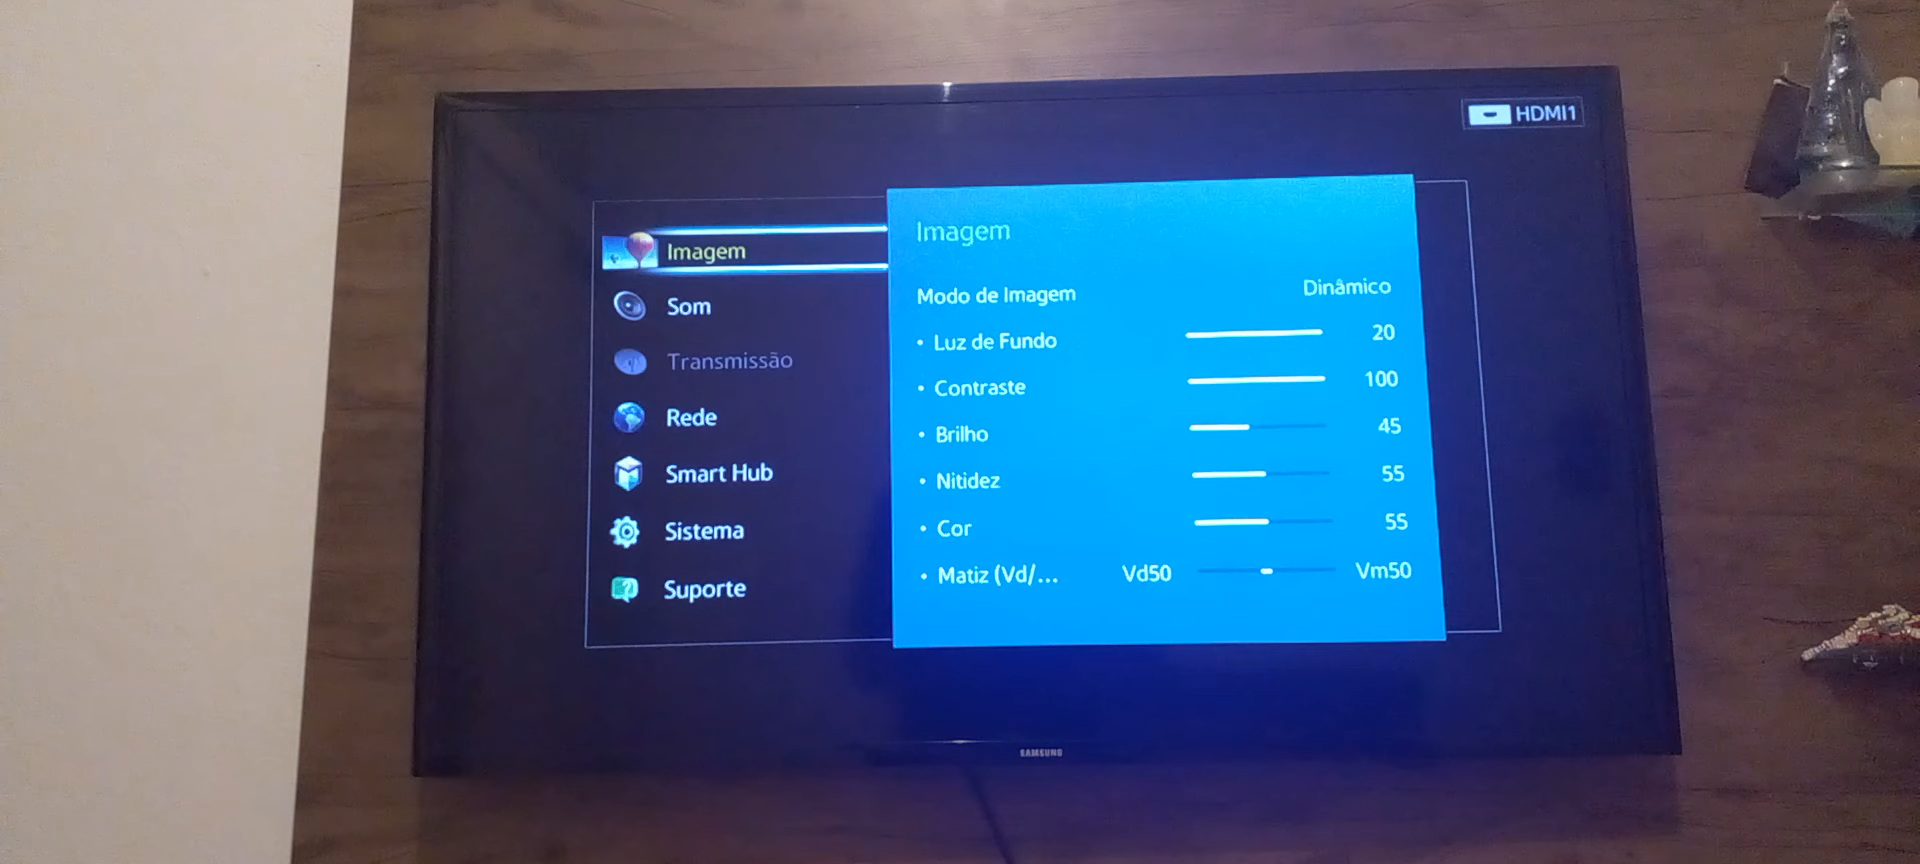 HDMI1
Imagem
Som
Transmissão
Rede
Smart Hub
Sistema
Suporte
Imagem
Modo de Imagem Dinâmico
• Luz de Fundo 20
• Contraste 100
• Brilho 45
• Nitidez 55
• Cor 55
• Matiz (Vd/... Vd50 Vm50
SAMSUNG